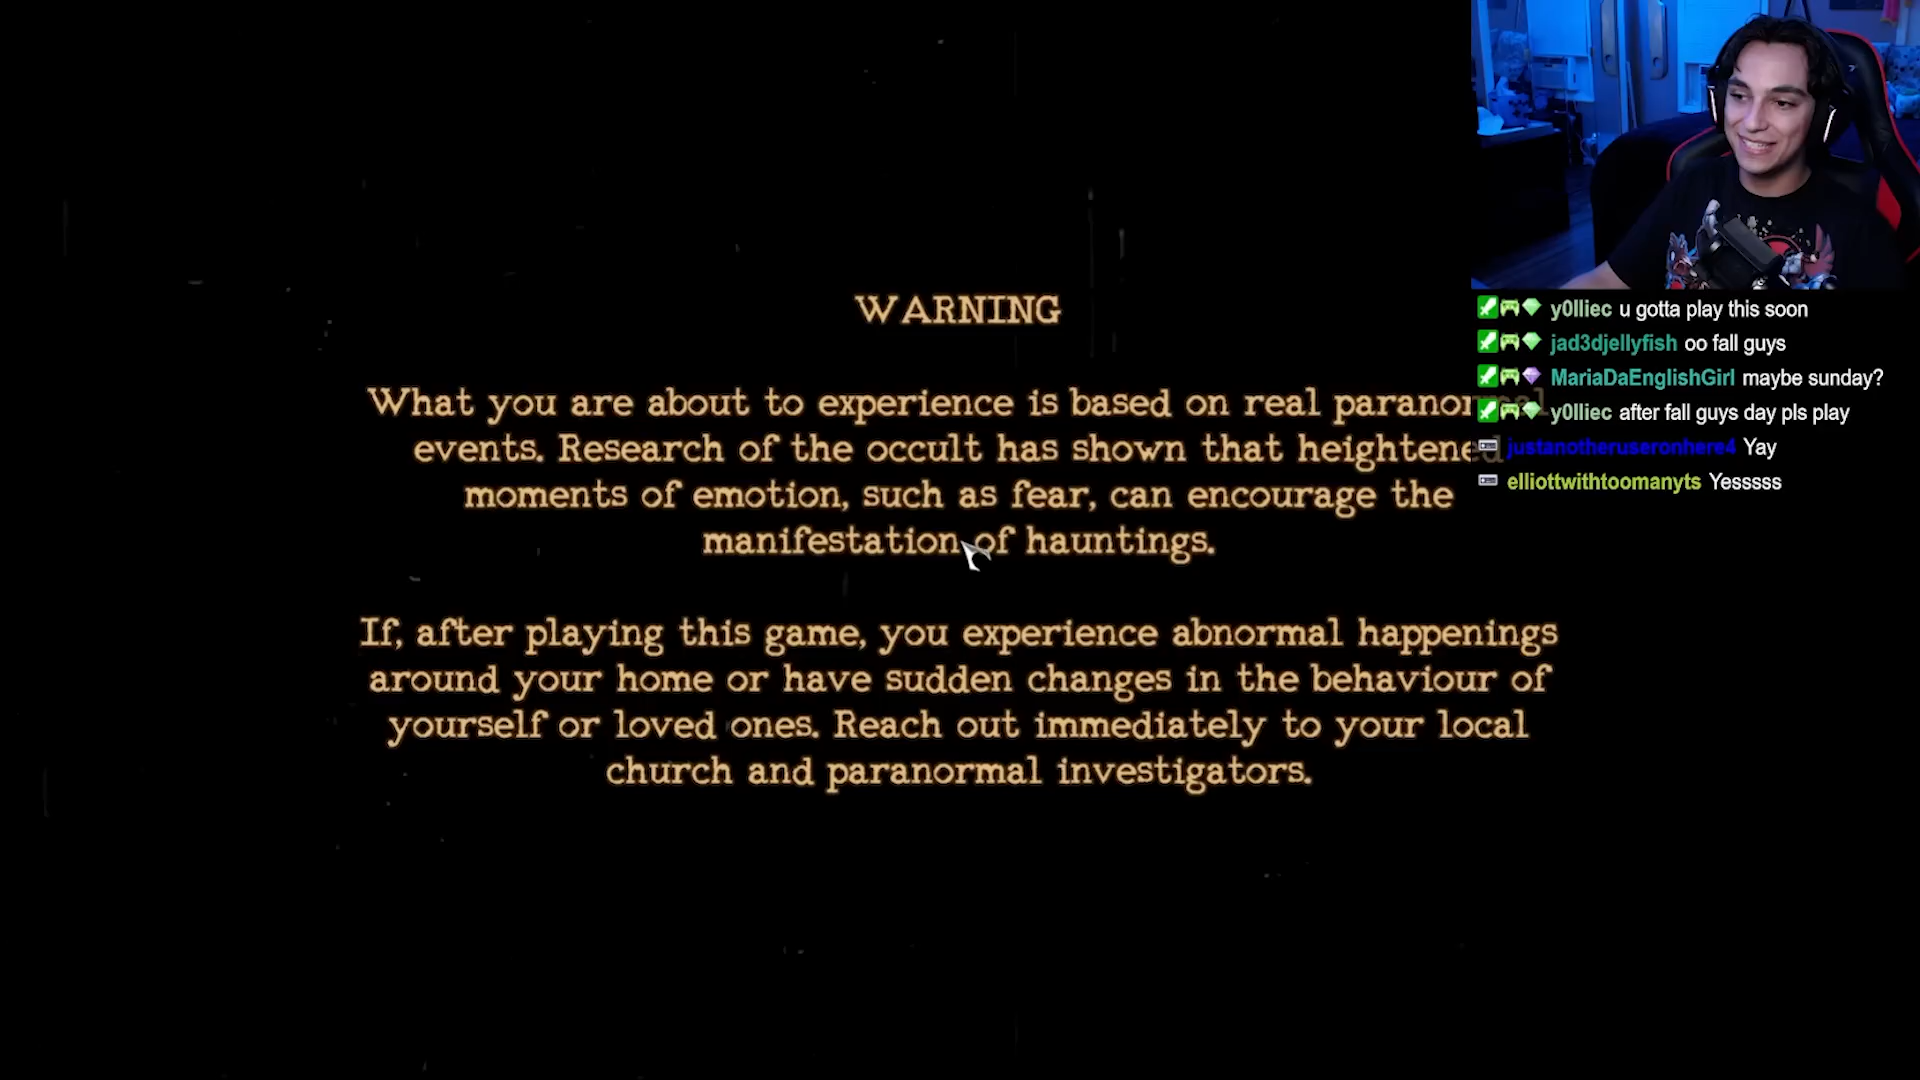 WARNING
What you are about to experience is based on real paranormal
events. Research of the occult has shown that heightened
moments of emotion, such as fear, can encourage the
manifestation of hauntings.
If, after playing this game, you experience abnormal happenings
around your home or have sudden changes in the behaviour of
yourself or loved ones. Reach out immediately to your local
church and paranormal investigators.
y0lliec u gotta play this soon
jad3djellyfish oo fall guys
MariaDaEnglishGirl maybe sunday?
y0lliec after fall guys day pls play
justanotheruseronhere4 Yay
elliottwithtoomanyts Yesssss